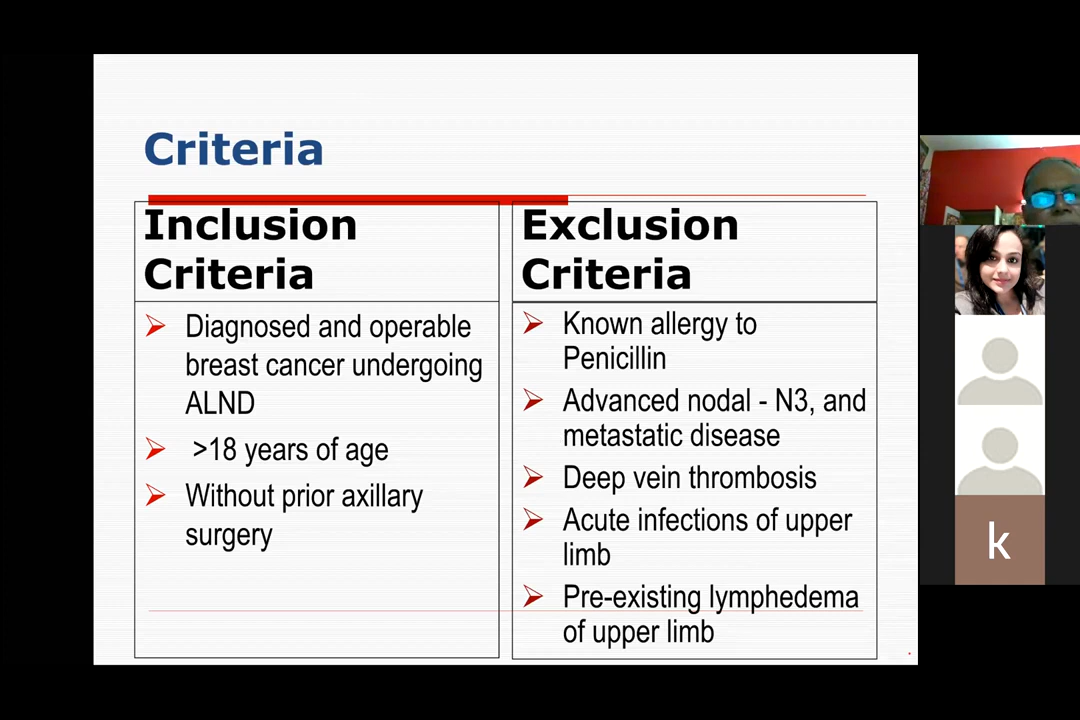 Criteria
Inclusion
Criteria
Diagnosed and operable
breast cancer undergoing
ALND
>18 years of age
Without prior axillary
surgery
Exclusion
Criteria
Known allergy to
Penicillin
Advanced nodal - N3, and
metastatic disease
Deep vein thrombosis
Acute infections of upper
limb
Pre-existing lymphedema
of upper limb
k